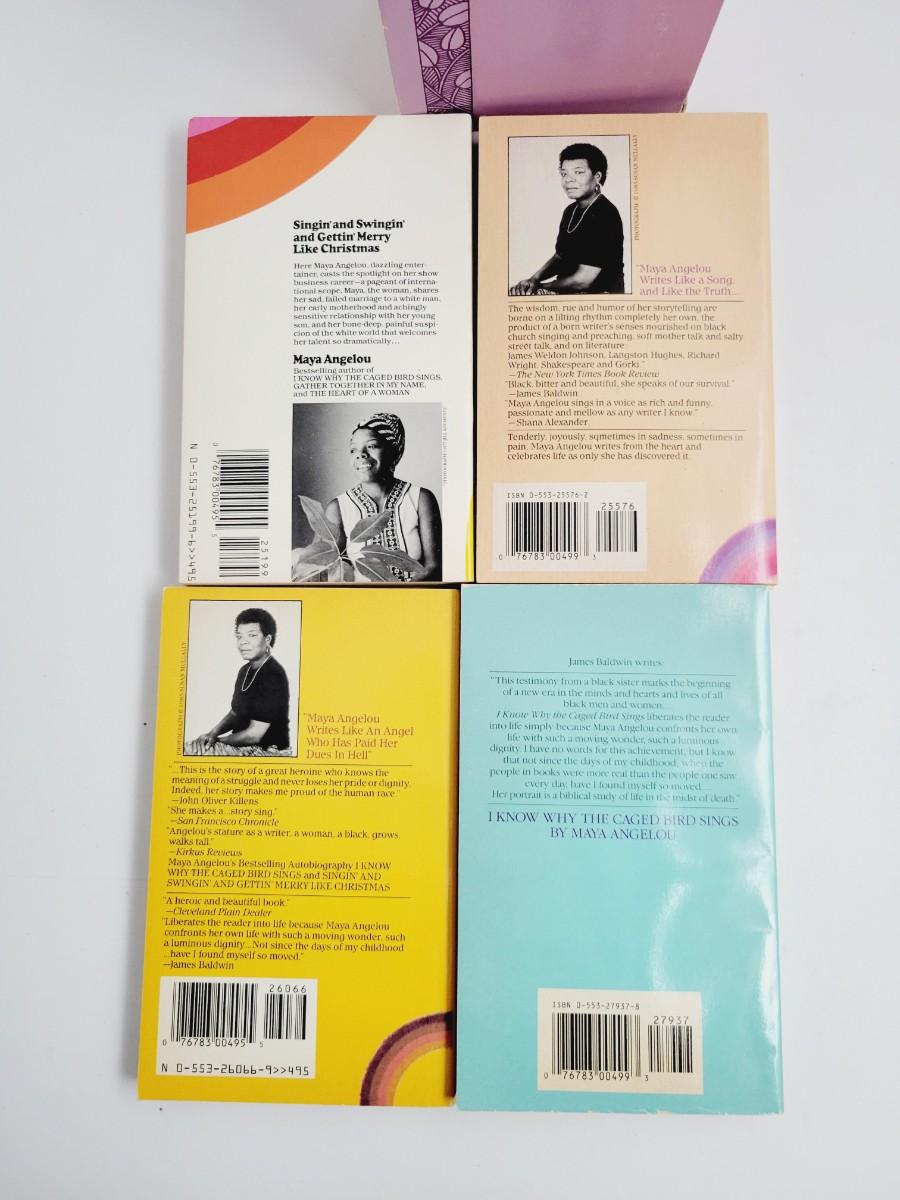 Singin' and Swingin'
and Gettin' Merry
Like Christmas
Here Maya Angelou, dazzling enter-
tainer, casts the spotlight on her show
business career—a pageant of interna-
tional scope. Maya, the woman, shares
her sad, failed marriage to a white man,
her early motherhood and achingly
sensitive relationship with her young
son, and her bone-deep, painful suspi-
cion of the white world that welcomes
her talent so dramatically...
Maya Angelou
Bestselling author of
I KNOW WHY THE CAGED BIRD SINGS,
GATHER TOGETHER IN MY NAME,
and THE HEART OF A WOMAN
0 76783 00495 5
25199
N 0-553-25199-6>>495
PHOTOGRAPH © 1985 SUSAN MULLALLY
"Maya Angelou
Writes Like a Song,
and Like the Truth...
The wisdom, rue and humor of her storytelling are
borne on a lilting rhythm completely her own, the
product of a born writer's senses nourished on black
church singing and preaching, soft mother talk and salty
street talk, and on literature:
James Weldon Johnson, Langston Hughes, Richard
Wright, Shakespeare and Gorki."
—The New York Times Book Review
"Black, bitter and beautiful, she speaks of our survival."
—James Baldwin
"Maya Angelou sings in a voice as rich and funny,
passionate and mellow as any writer I know."
—Shana Alexander.
Tenderly, joyously, sometimes in sadness, sometimes in
pain, Maya Angelou writes from the heart and
celebrates life as only she has discovered it.
ISBN 0-553-25576-2
25576
0 76783 00499 3
PHOTOGRAPH © 1985 SUSAN MULLALLY
"Maya Angelou
Writes Like An Angel
Who Has Paid Her
Dues In Hell"
"...This is the story of a great heroine who knows the
meaning of a struggle and never loses her pride or dignity.
Indeed, her story makes me proud of the human race."
—John Oliver Killens
"She makes a...story sing."
—San Francisco Chronicle
"Angelou's stature as a writer, a woman, a black, grows,
walks tall."
—Kirkus Reviews
Maya Angelou's Bestselling Autobiography I KNOW
WHY THE CAGED BIRD SINGS and SINGIN' AND
SWINGIN' AND GETTIN' MERRY LIKE CHRISTMAS
"A heroic and beautiful book."
—Cleveland Plain Dealer
"Liberates the reader into life because Maya Angelou
confronts her own life with such a moving wonder, such
a luminous dignity...Not since the days of my childhood
...have I found myself so moved."
—James Baldwin
26066
0 76783 00495 5
N 0-553-26066-9>>495
James Baldwin writes:
"This testimony from a black sister marks the beginning
of a new era in the minds and hearts and lives of all
black men and women....
I Know Why the Caged Bird Sings liberates the reader
into life simply because Maya Angelou confronts her own
life with such a moving wonder, such a luminous
dignity. I have no words for this achievement, but I know
that not since the days of my childhood, when the
people in books were more real than the people one saw
every day, have I found myself so moved....
Her portrait is a biblical study of life in the midst of death."
I KNOW WHY THE CAGED BIRD SINGS
BY MAYA ANGELOU
ISBN 0-553-27937-8
27937
0 76783 00499 3